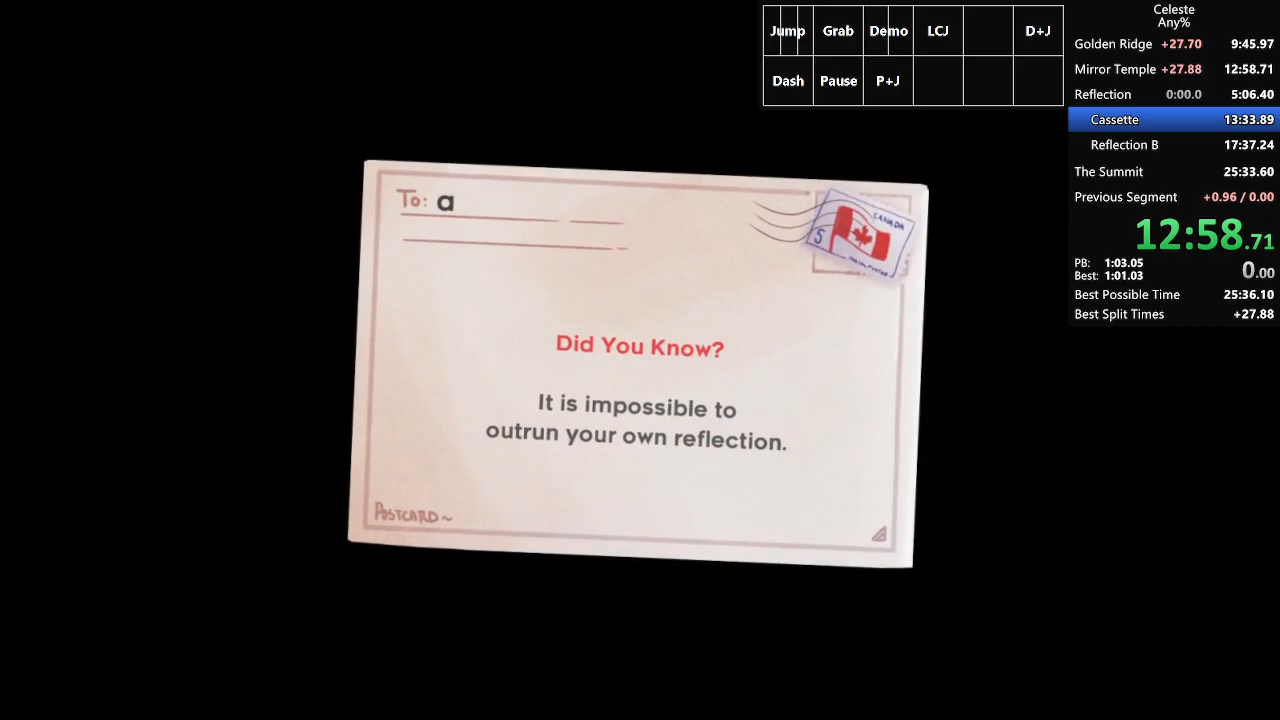 Celeste
Any%
Jump Grab Demo LCJ D+J
Dash Pause P+J
Golden Ridge +27.70 9:45.97
Mirror Temple +27.88 12:58.71
Reflection 0:00.0 5:06.40
Cassette 13:33.89
Reflection B 17:37.24
The Summit 25:33.60
Previous Segment +0.96 / 0.00
12:58.71
PB: 1:03.05
Best: 1:01.03
0.00
Best Possible Time 25:36.10
Best Split Times +27.88
To: a
CANADA
5
Did You Know?
It is impossible to
outrun your own reflection.
POSTCARD~